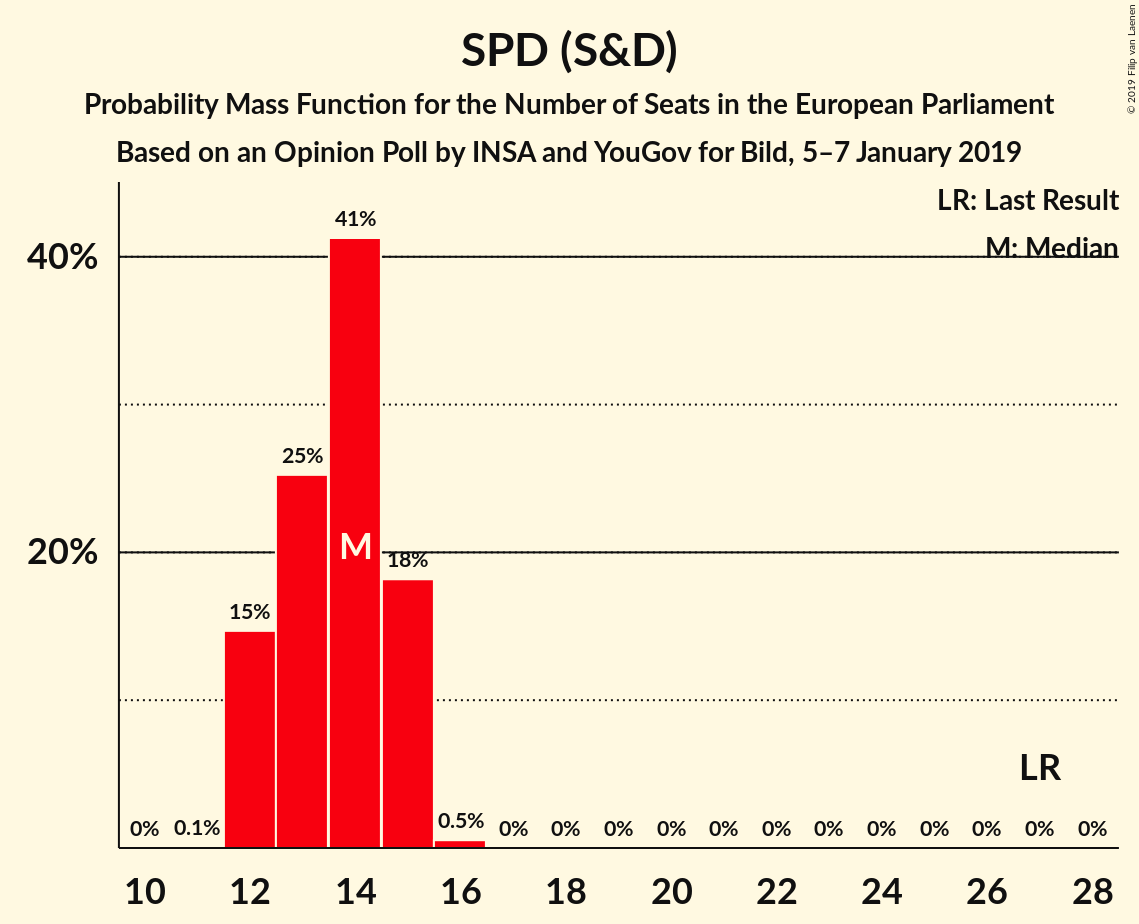 SPD (S&D)
Probability Mass Function for the Number of Seats in the European Parliament
Based on an Opinion Poll by INSA and YouGov for Bild, 5–7 January 2019
© 2019 Filip van Laenen
LR: Last Result
M: Median
40%
20%
0%
0.1%
15%
25%
41%
M
18%
0.5%
0%
0%
0%
0%
0%
0%
0%
0%
0%
0%
LR
0%
0%
10 12 14 16 18 20 22 24 26 28